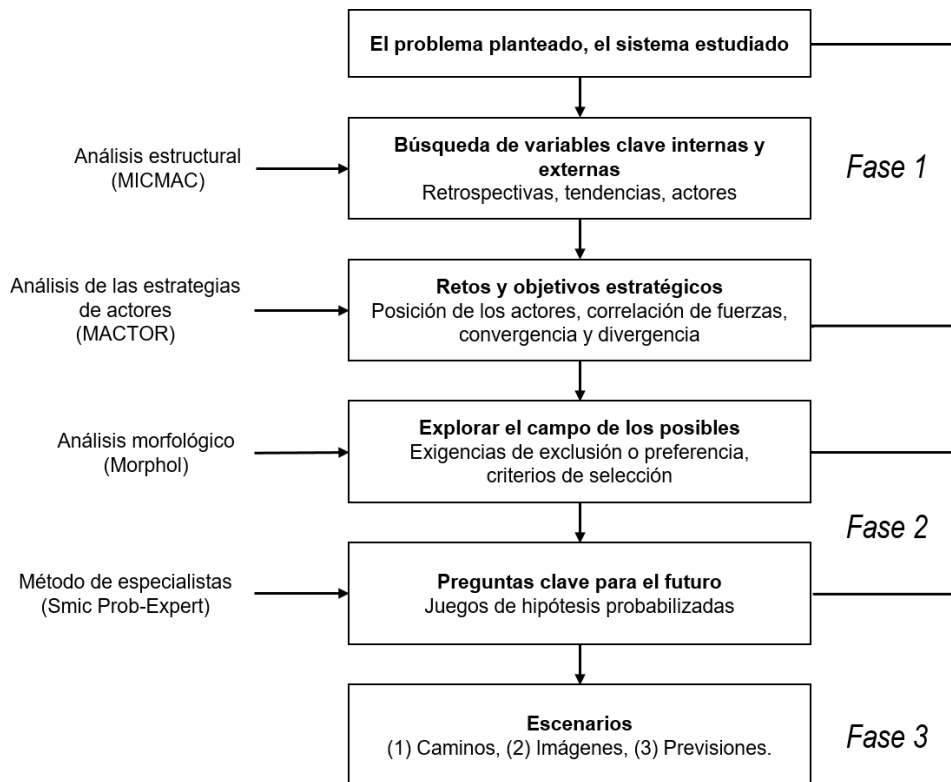 El problema planteado, el sistema estudiado
Búsqueda de variables clave internas y
externas
Retrospectivas, tendencias, actores
Análisis estructural
(MICMAC)
Fase 1
Análisis de las estrategias
de actores
(MACTOR)
Retos y objetivos estratégicos
Posición de los actores, correlación de fuerzas,
convergencia y divergencia
Análisis morfológico
(Morphol)
Explorar el campo de los posibles
Exigencias de exclusión o preferencia,
criterios de selección
Fase 2
Método de especialistas
(Smic Prob-Expert)
Preguntas clave para el futuro
Juegos de hipótesis probabilizadas
Escenarios
(1) Caminos, (2) Imágenes, (3) Previsiones.
Fase 3